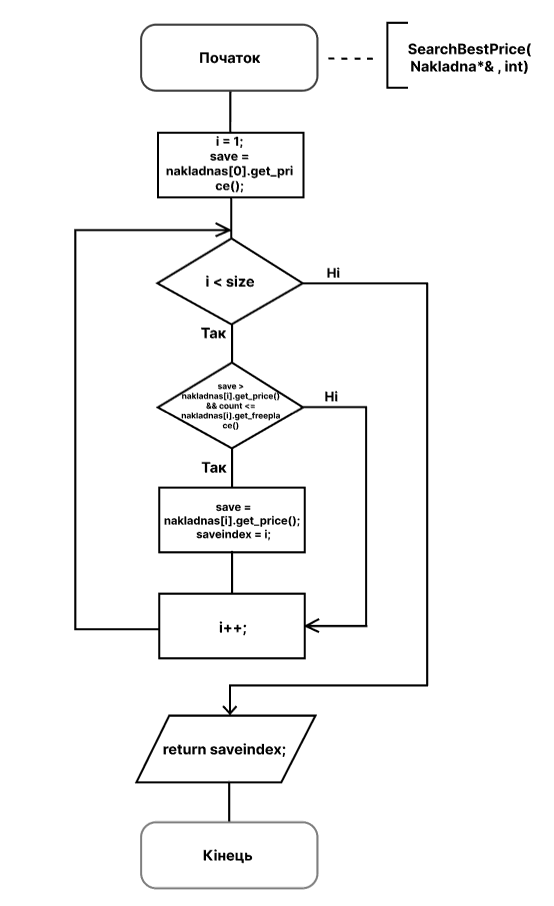 Початок
SearchBestPrice(
Nakladna*& , int)
i = 1;
save =
nakladnas[0].get_pri
ce();
i < size
Ні
Так
save >
nakladnas[i].get_price()
&& count <=
nakladnas[i].get_freepla
ce()
Ні
Так
save =
nakladnas[i].get_price();
saveindex = i;
i++;
return saveindex;
Кінець